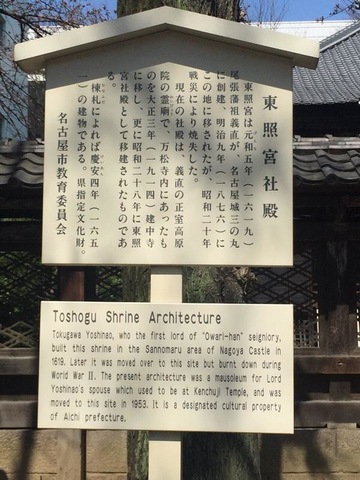 東照宮社殿
東照宮は元和五年(一六一九)
尾張藩祖義直が、名古屋城三の丸
に創建、明治九年(一八七六)に
この地に移されたが、昭和二十年
戦災により焼失した。
現在の社殿は、義直の正室高原
院の霊廟で、万松寺内にあったも
のを大正三年(一九一四)建中寺
に移し、更に昭和二十八年に東照
宮社殿として移建されたものであ
る。
棟札によれば慶安四年(一六五
一)の建物である。県指定文化財。
名古屋市教育委員会
Toshogu Shrine Architecture
Tokugawa Yoshinao, who the first lord of "Owari-han" seigniory,
built this shrine in the Sannomaru area of Nagoya Castle in
1619. Later it was moved over to this site but burnt down during
World War II. The present architecture was a mausoleum for Lord
Yoshinao's spouse which used to be at Kenchuji Temple, and was
moved to this site in 1953. It is a designated cultural property
of Aichi prefecture.